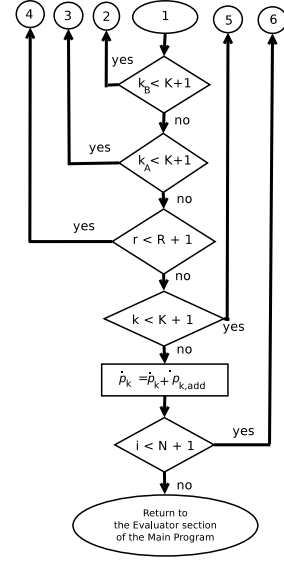 4 3 2 1 5 6
yes
k_B < K+1
no
yes
k_A < K+1
no
yes
r < R + 1
no
k < K + 1
yes
no
ṗ_k = ṗ_k + ṗ_k,add
yes
i < N + 1
no
Return to
the Evaluator section
of the Main Program